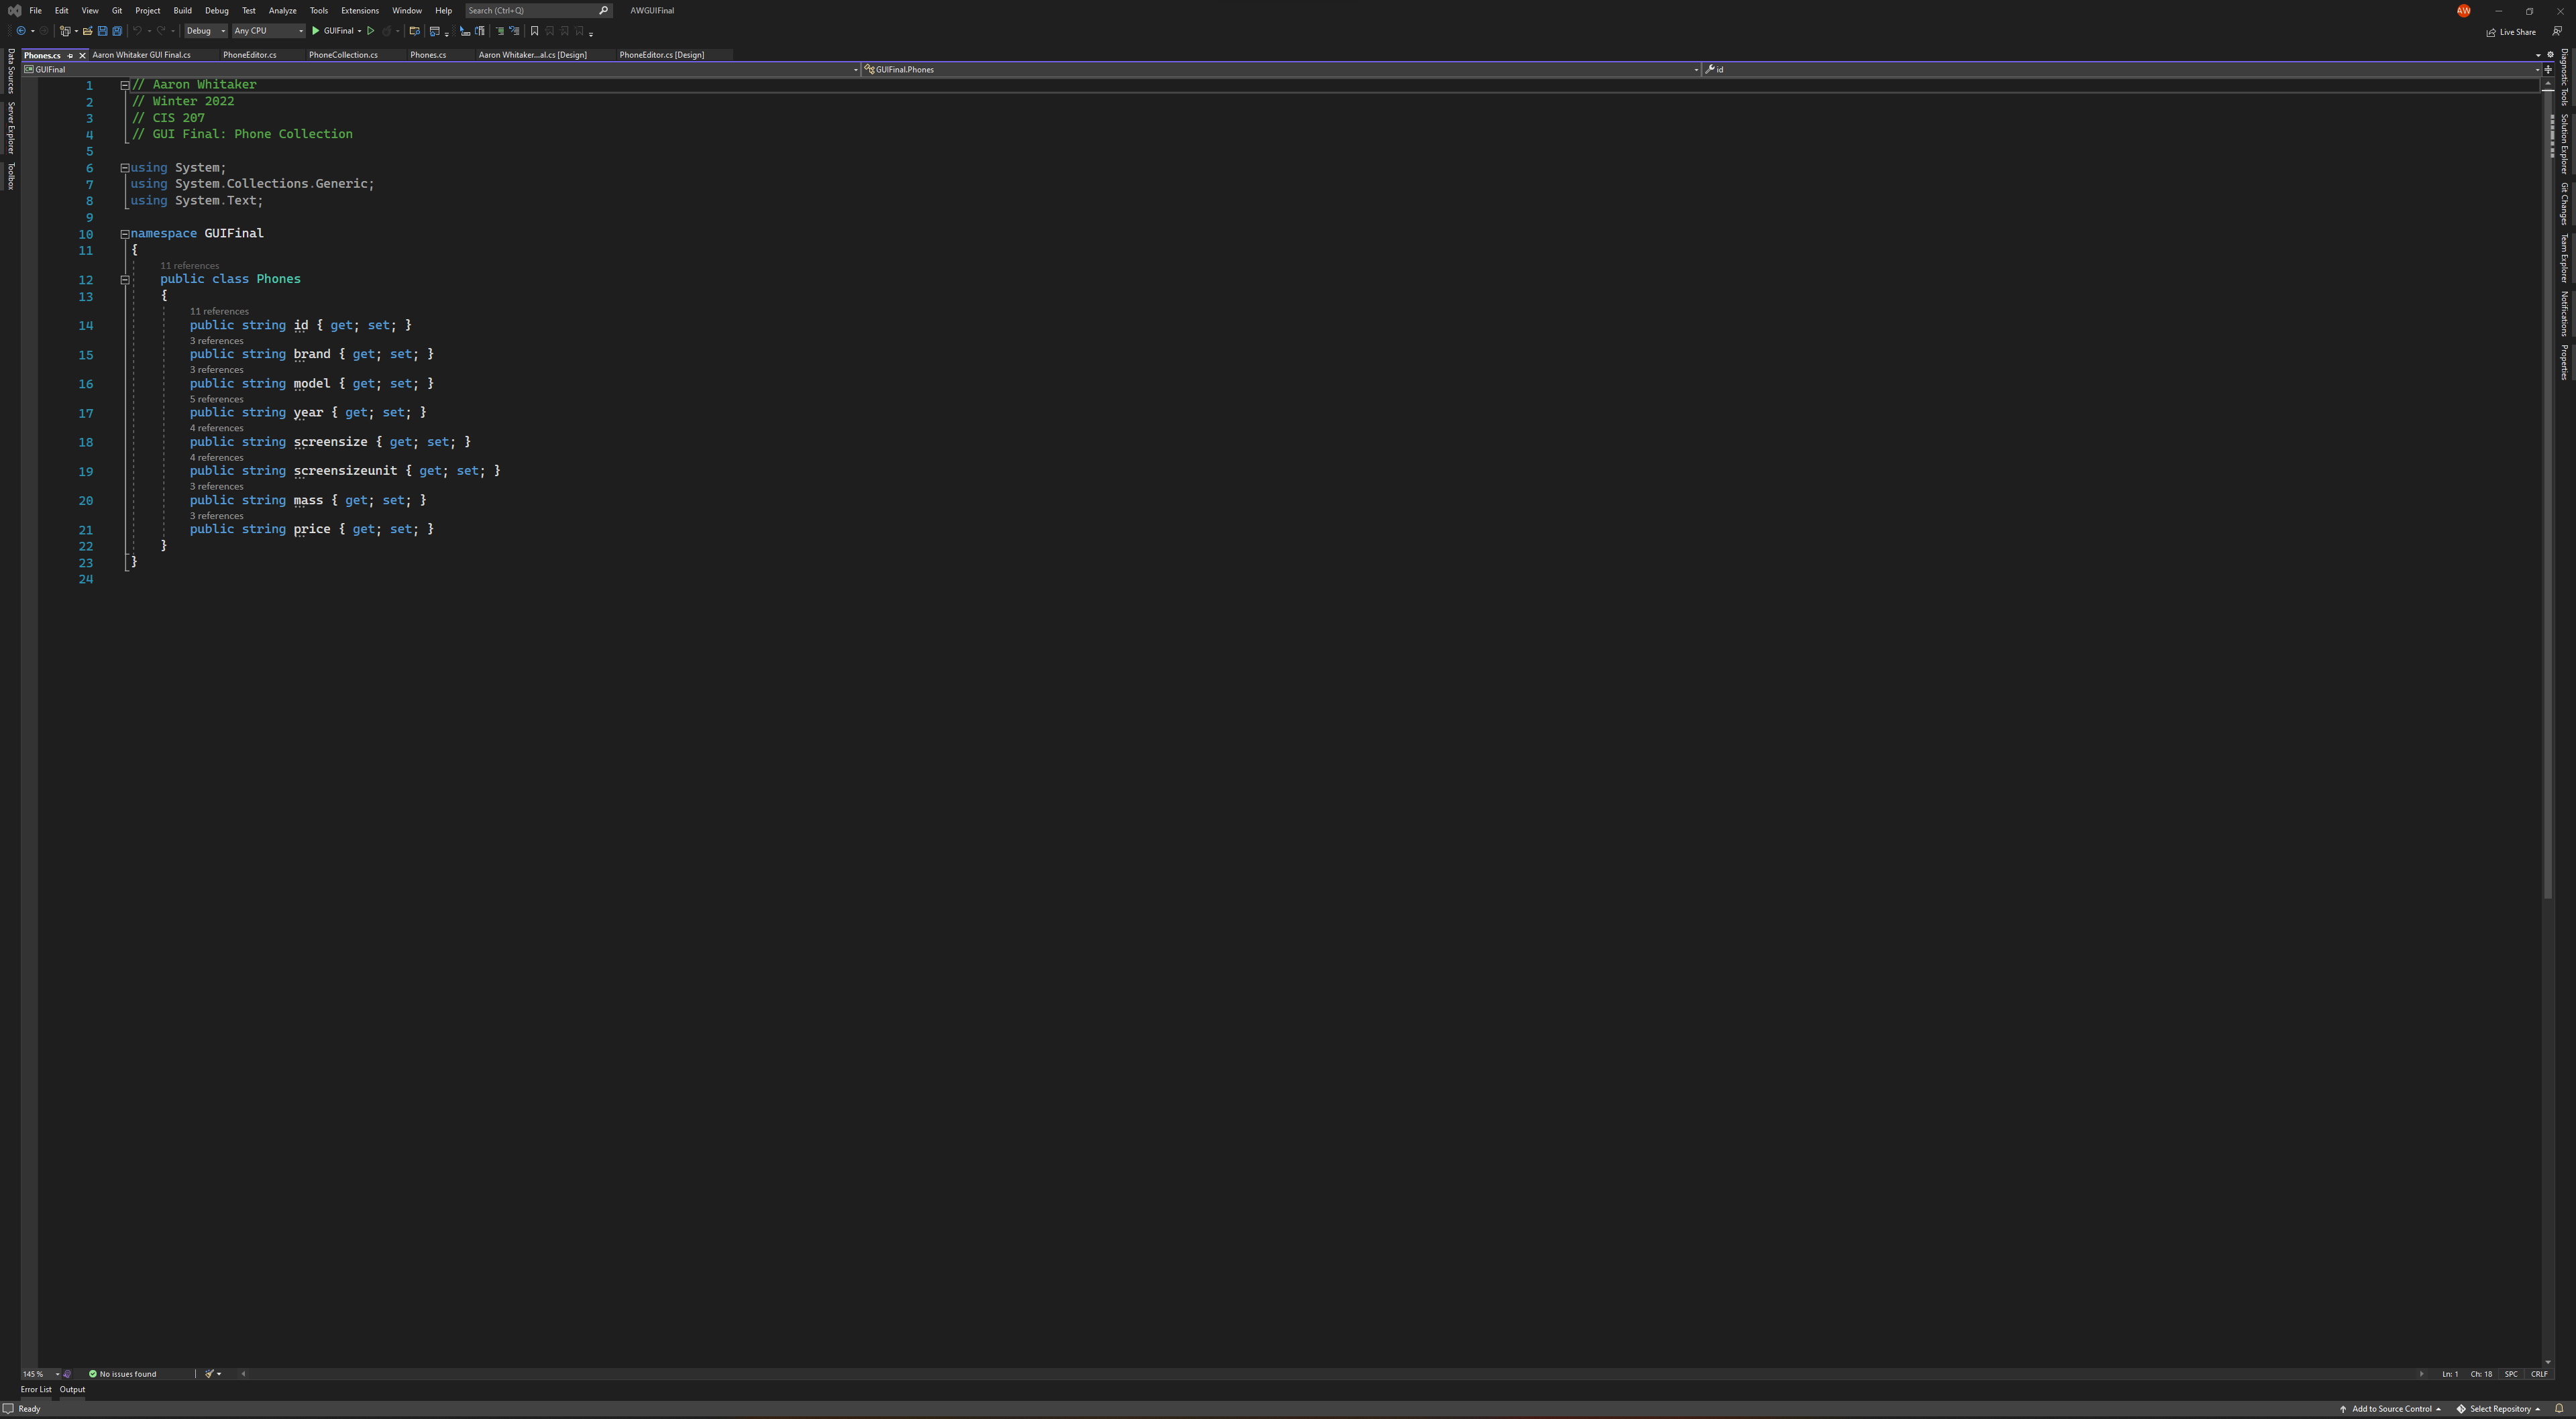 File Edit View Git Project Build Debug Test Analyze Tools Extensions Window Help Search (Ctrl+Q) AWGUIFinal AW
Debug Any CPU GUIFinal Live Share
Phones.cs Aaron Whitaker GUI Final.cs PhoneEditor.cs PhoneCollection.cs Phones.cs Aaron Whitaker...al.cs [Design] PhoneEditor.cs [Design]
GUIFinal GUIFinal.Phones id
Data Sources
Server Explorer
Toolbox
1 // Aaron Whitaker
2 // Winter 2022
3 // CIS 207
4 // GUI Final: Phone Collection
5
6 using System;
7 using System.Collections.Generic;
8 using System.Text;
9
10 namespace GUIFinal
11 {
11 references
12 public class Phones
13 {
11 references
14 public string id { get; set; }
3 references
15 public string brand { get; set; }
3 references
16 public string model { get; set; }
5 references
17 public string year { get; set; }
4 references
18 public string screensize { get; set; }
4 references
19 public string screensizeunit { get; set; }
3 references
20 public string mass { get; set; }
3 references
21 public string price { get; set; }
22 }
23 }
24
Diagnostic Tools
Solution Explorer
Git Changes
Team Explorer
Notifications
Properties
145 % No issues found Ln: 1 Ch: 18 SPC CRLF
Error List Output
Ready Add to Source Control Select Repository